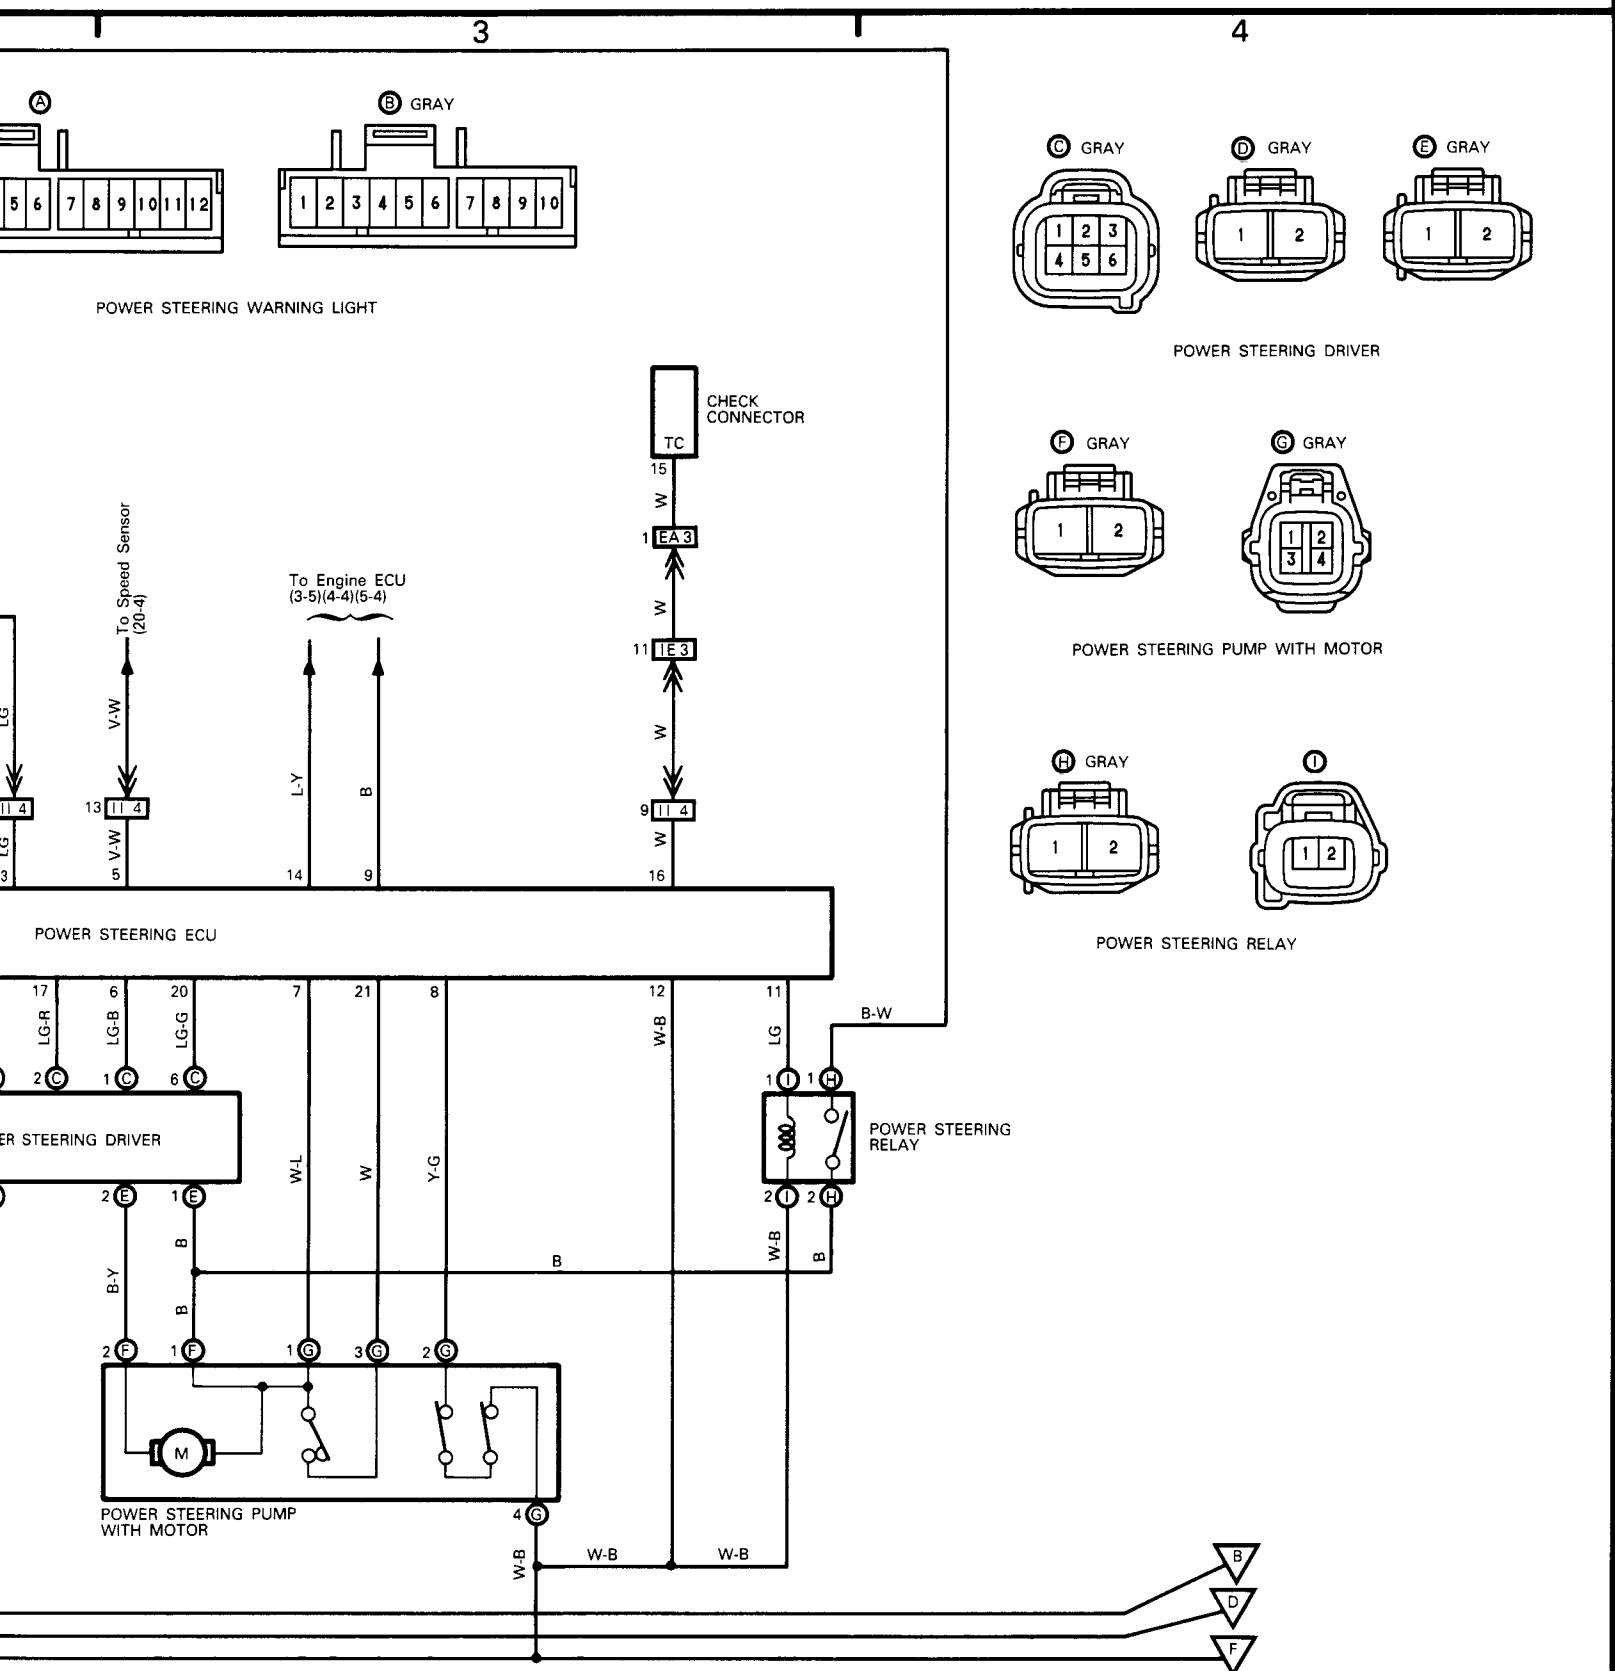 3 4
A B GRAY
C GRAY D GRAY E GRAY
5 6 7 8 9 10 11 12
1 2 3 4 5 6 7 8 9 10
1 2 3
4 5 6
1 2
1 2
POWER STEERING WARNING LIGHT
POWER STEERING DRIVER
CHECK
CONNECTOR
TC
15
W
F GRAY G GRAY
1 2
1 2
3 4
1 EA 3
To Speed Sensor
(20-4)
To Engine ECU
(3-5)(4-4)(5-4)
W
11 IE 3
POWER STEERING PUMP WITH MOTOR
LG V-W W
H GRAY I
L-Y B
1 2
1 2
II 4 13 II 4 9 II 4
LG V-W W
3 5 14 9 16
POWER STEERING ECU
POWER STEERING RELAY
17 6 20 7 21 8 12 11
LG-R LG-B LG-G W-B LG B-W
2 C 1 C 6 C 1 I 1 H
ER STEERING DRIVER
POWER STEERING
RELAY
W-L W Y-G
2 E 1 E 2 I 2 H
B W-B B
B
B-Y B
2 F 1 F 1 G 3 G 2 G
M
POWER STEERING PUMP
WITH MOTOR
4 G
W-B W-B W-B
B
D
F